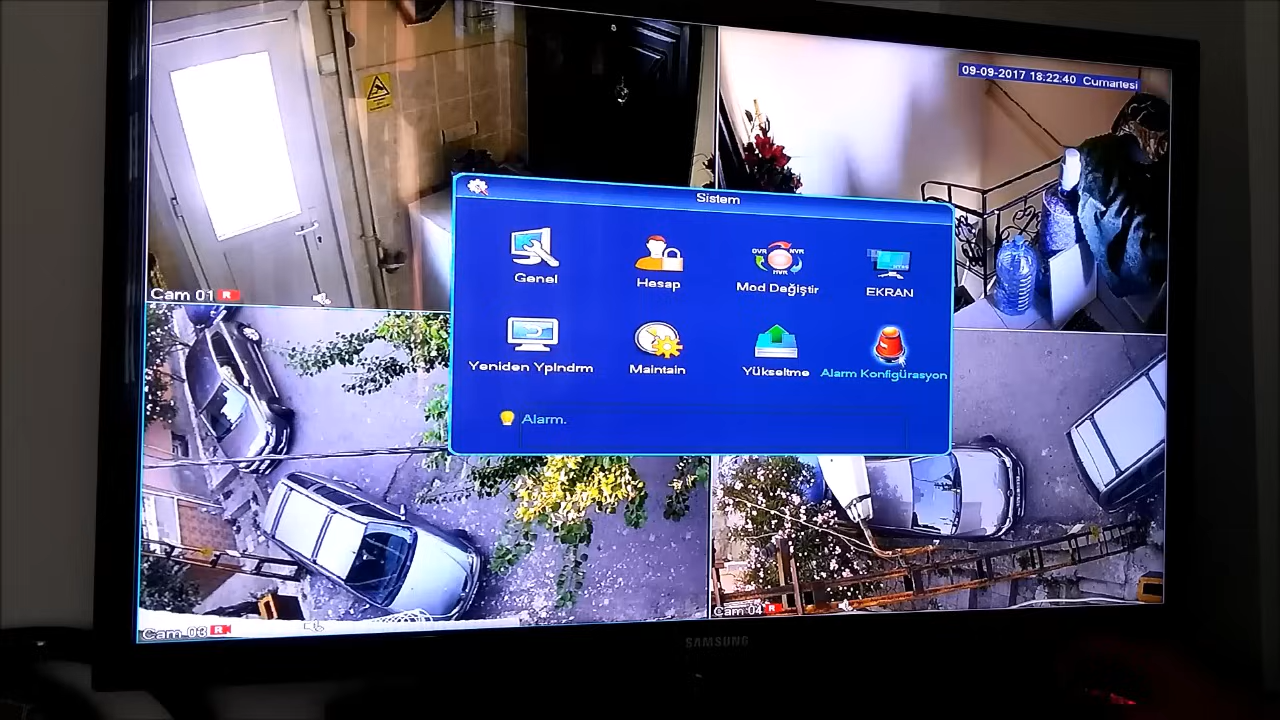 09-09-2017 18:22:40 Cumartesi
Sistem
Genel
Hesap
DVR NVR
HVR
Mod Değiştir
EKRAN
Yeniden YpIndrm
Maintain
Yükseltme
Alarm Konfigürasyon
Alarm.
Cam 01 R
Cam 03 R
Cam 04 R
SAMSUNG